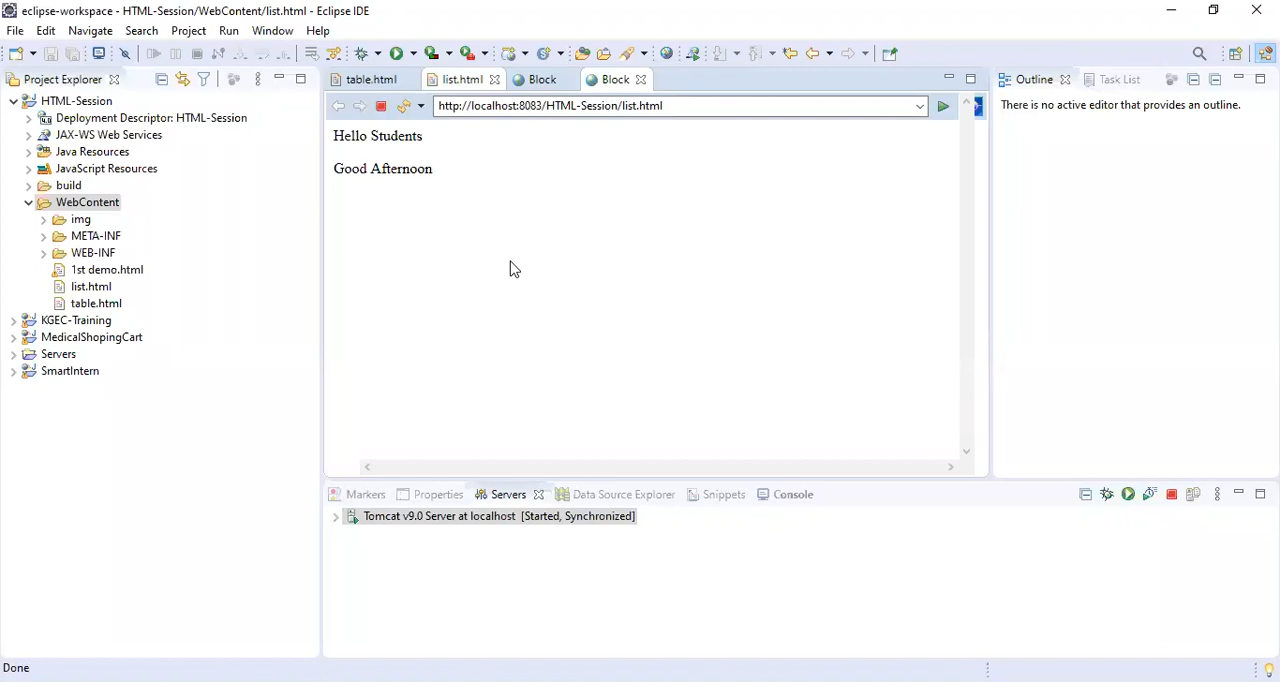 eclipse-workspace - HTML-Session/WebContent/list.html - Eclipse IDE
File Edit Navigate Search Project Run Window Help
Project Explorer
HTML-Session
Deployment Descriptor: HTML-Session
JAX-WS Web Services
Java Resources
JavaScript Resources
build
WebContent
img
META-INF
WEB-INF
1st demo.html
list.html
table.html
KGEC-Training
MedicalShopingCart
Servers
SmartIntern
table.html list.html Block Block
http://localhost:8083/HTML-Session/list.html
Hello Students
Good Afternoon
Outline Task List
There is no active editor that provides an outline.
Markers Properties Servers Data Source Explorer Snippets Console
Tomcat v9.0 Server at localhost [Started, Synchronized]
Done